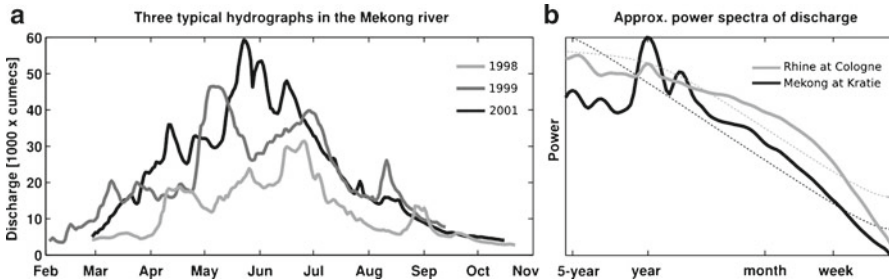 a
Three typical hydrographs in the Mekong river
Discharge [1000 x cumecs]
60
50
40
30
20
10
0
1998
1999
2001
Feb Mar Apr May Jun Jul Aug Sep Oct Nov
b
Approx. power spectra of discharge
Power
Rhine at Cologne
Mekong at Kratie
5-year year month week